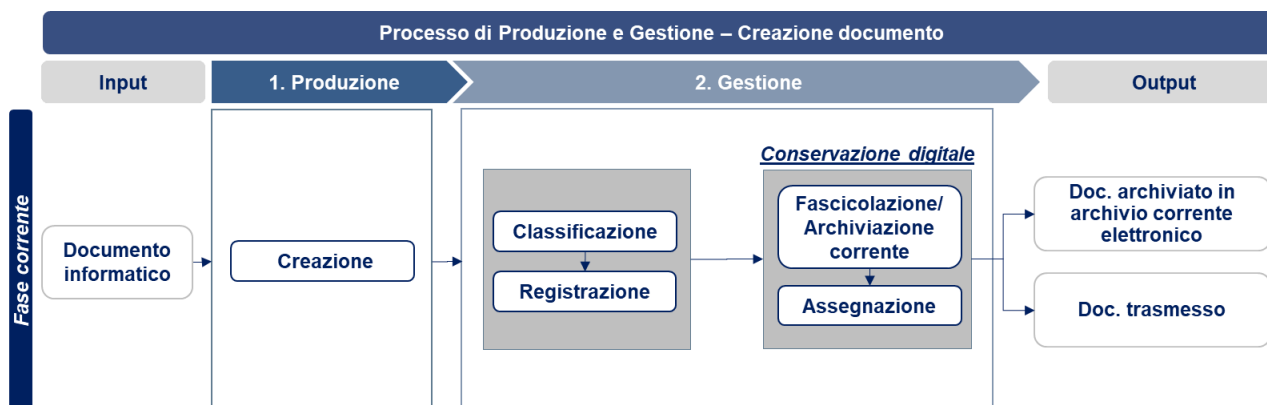 Processo di Produzione e Gestione – Creazione documento
Input
1. Produzione
2. Gestione
Output
Fase corrente
Documento
informatico
Creazione
Classificazione
Registrazione
Conservazione digitale
Fascicolazione/
Archiviazione
corrente
Assegnazione
Doc. archiviato in
archivio corrente
elettronico
Doc. trasmesso